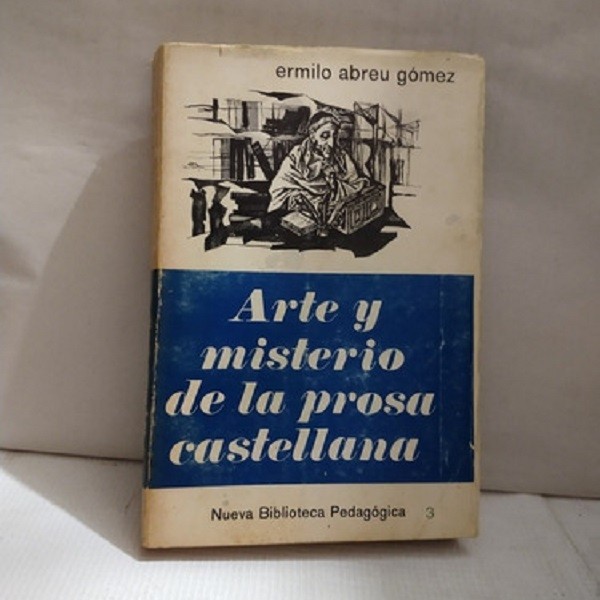 ermilo abreu gómez
Arte y
misterio
de la prosa
castellana
Nueva Biblioteca Pedagógica 3